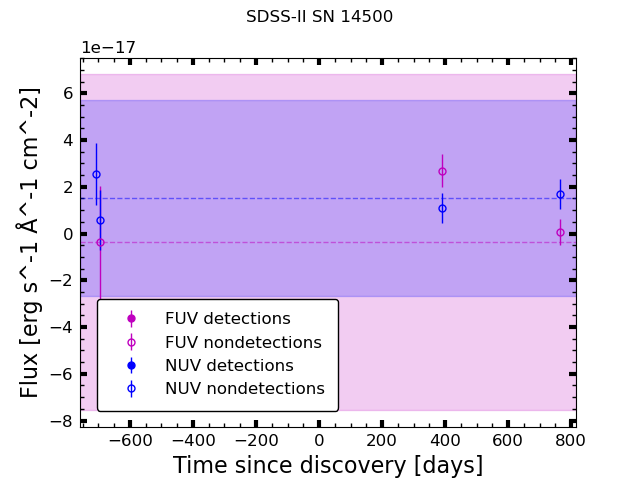 SDSS-II SN 14500
1e−17
Flux [erg s^-1 Å^-1 cm^-2]
6
4
2
0
−2
−4
−6
−8
FUV detections
FUV nondetections
NUV detections
NUV nondetections
−600 −400 −200 0 200 400 600 800
Time since discovery [days]